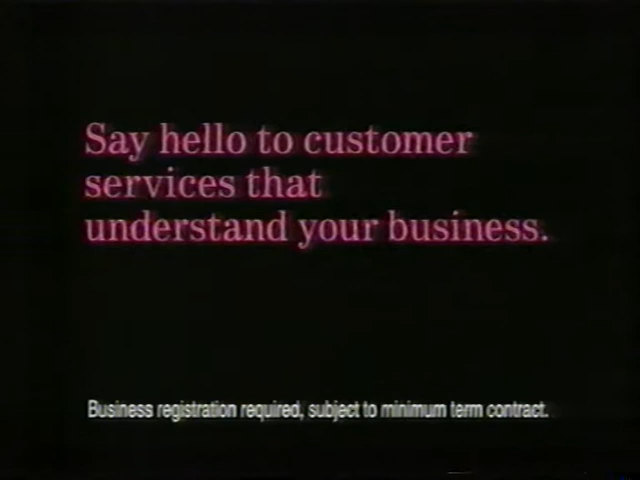 Say hello to customer
services that
understand your business.
Business registration required, subject to minimum term contract.